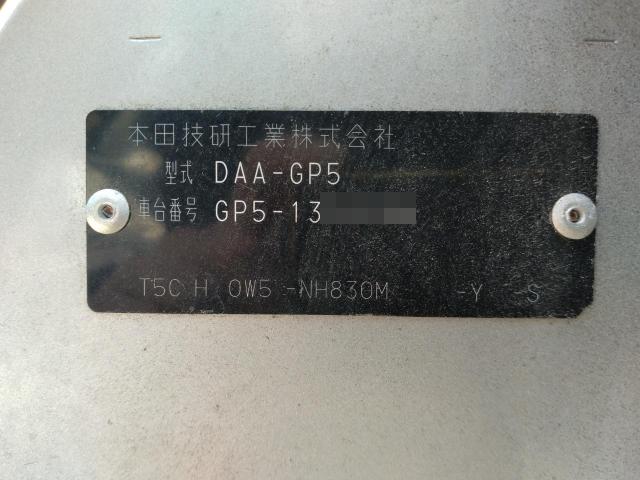 本田技研工業株式会社
型式 DAA-GP5
車台番号 GP5-13
T5C H 0W5 -NH830M -Y -S